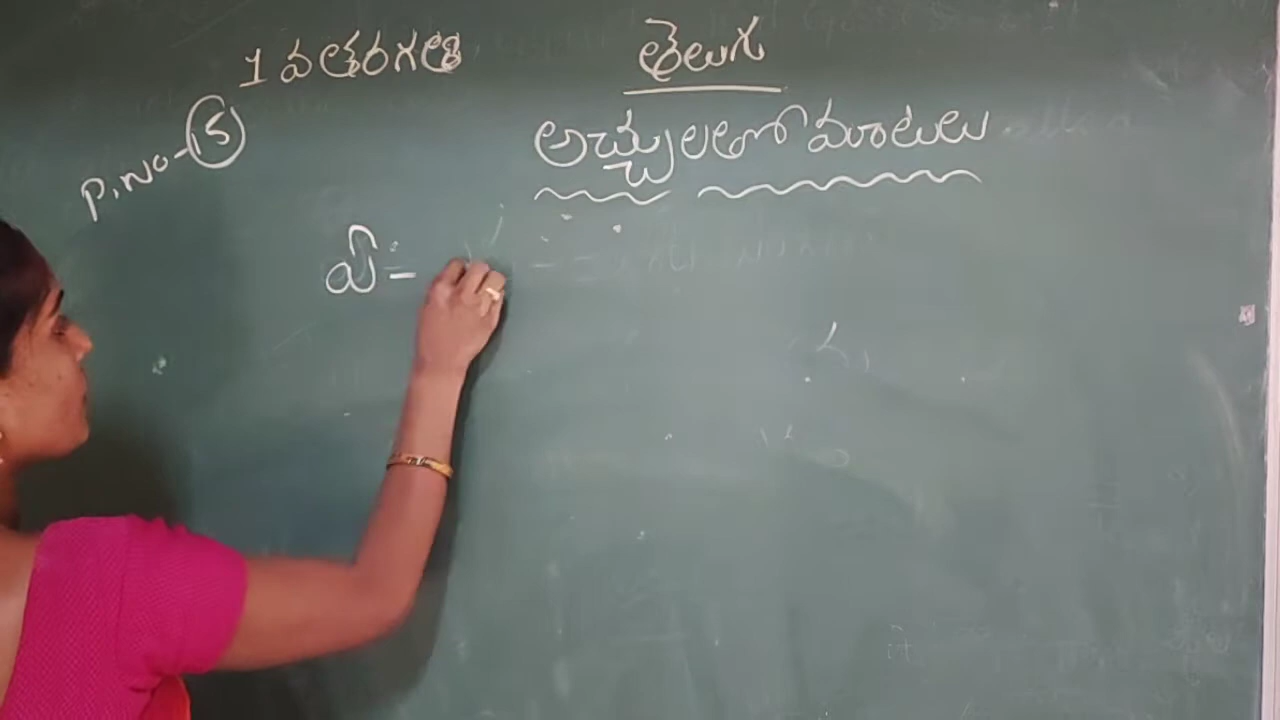 1 వ తరగతి
తెలుగు
P.No-15
అచ్చులతో మాటలు
ఏ =